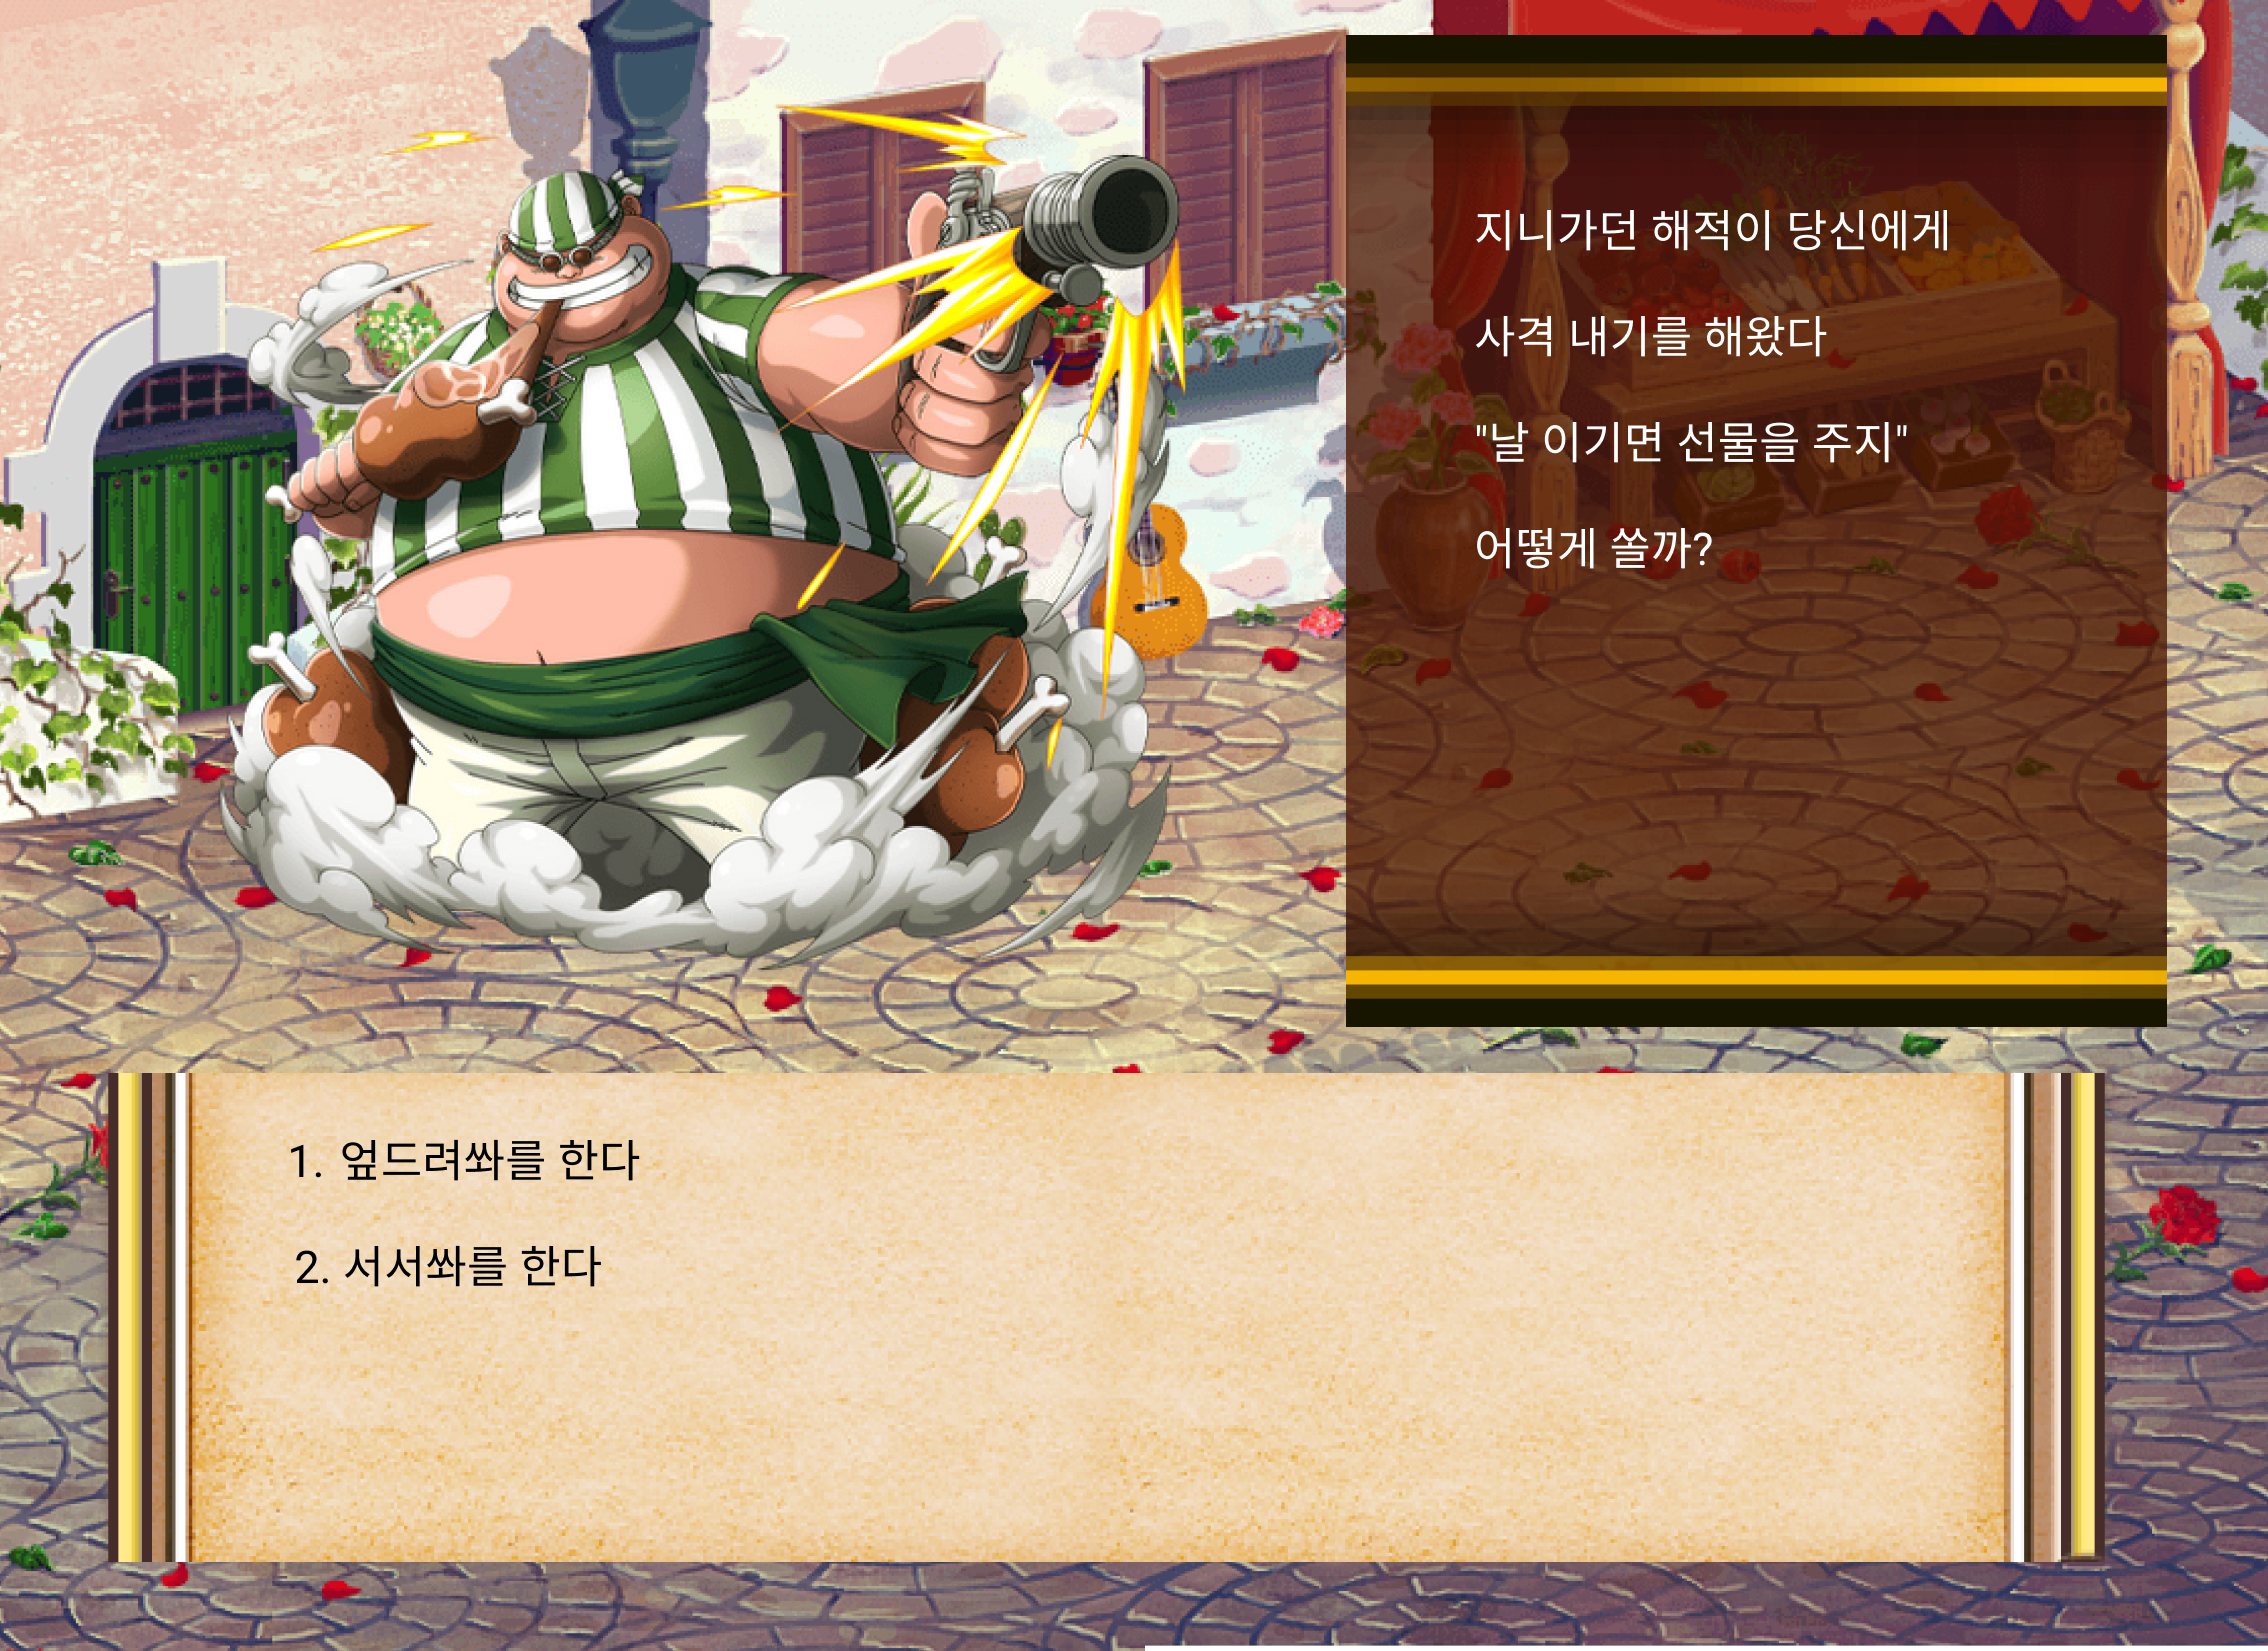 지니가던 해적이 당신에게
사격 내기를 해왔다
"날 이기면 선물을 주지"
어떻게 쏠까?
1. 엎드려쏴를 한다
2. 서서쏴를 한다